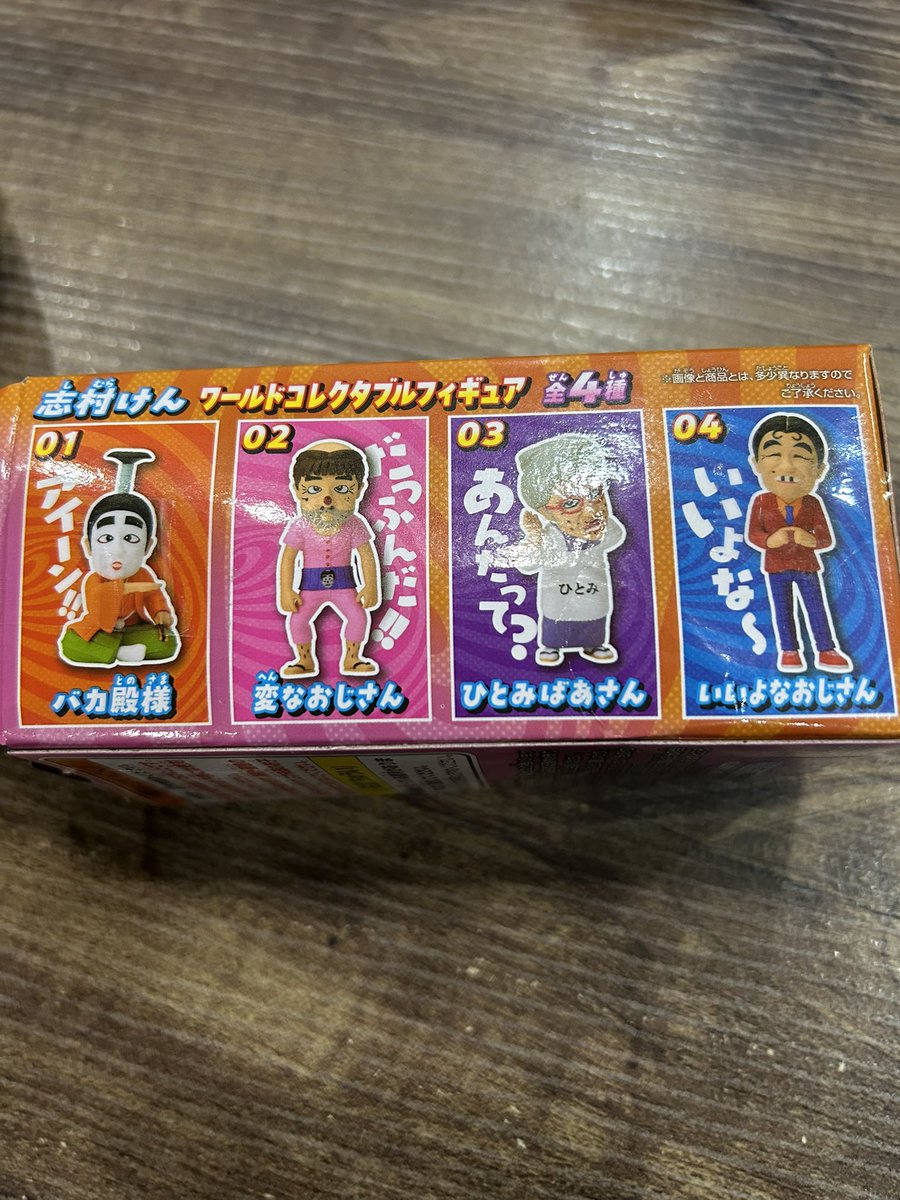 志村けん ワールドコレクタブルフィギュア 全4種
※画像と商品とは、多少異なりますので
ご了承ください。
01
アイーン!!
バカ殿様
02
だっふんだ!!
変なおじさん
03
あんだって?
ひとみ
ひとみばあさん
04
いいよな~
いいよなおじさん